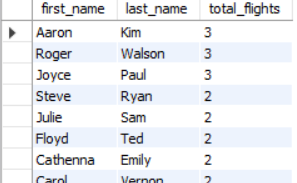 first_name last_name total_flights
Aaron Kim 3
Roger Walson 3
Joyce Paul 3
Steve Ryan 2
Julie Sam 2
Floyd Ted 2
Cathenna Emily 2
Carol Vernon 2